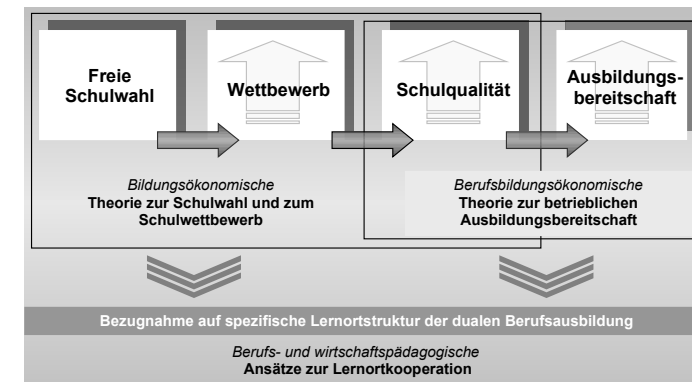 Freie
Schulwahl
Wettbewerb
Schulqualität
Ausbildungs-
bereitschaft
Bildungsökonomische
Theorie zur Schulwahl und zum
Schulwettbewerb
Berufsbildungsökonomische
Theorie zur betrieblichen
Ausbildungsbereitschaft
Bezugnahme auf spezifische Lernortstruktur der dualen Berufsausbildung
Berufs- und wirtschaftspädagogische
Ansätze zur Lernortkooperation